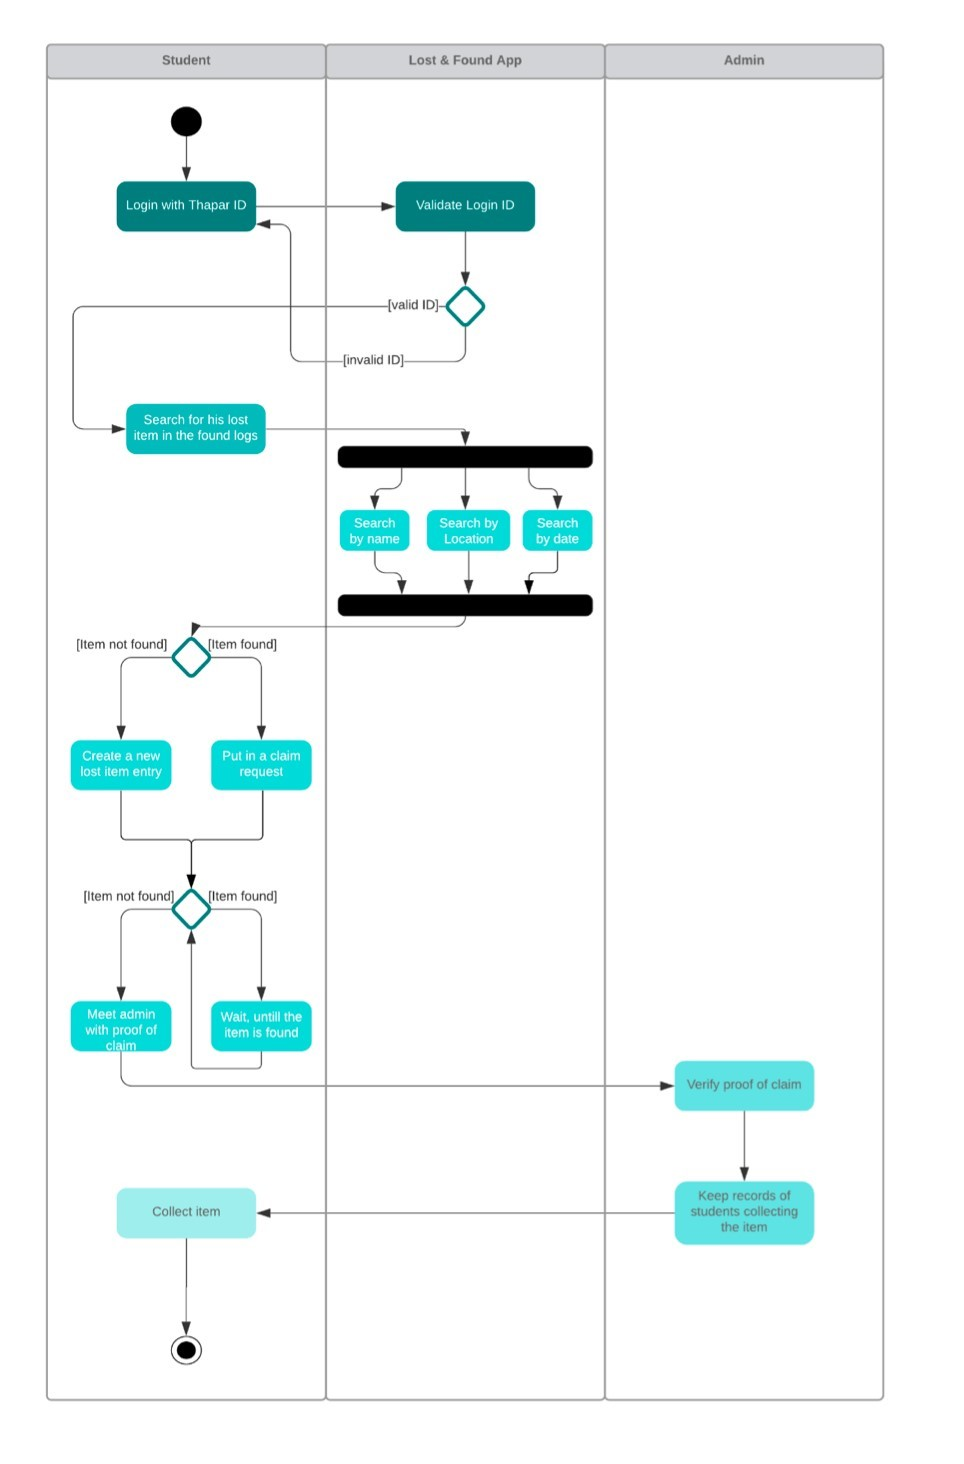 Student
Lost & Found App
Admin
Login with Thapar ID
Validate Login ID
[valid ID]
[invalid ID]
Search for his lost
item in the found logs
Search
by name
Search by
Location
Search
by date
[Item not found]
[Item found]
Create a new
lost item entry
Put in a claim
request
[Item not found]
[Item found]
Meet admin
with proof of
claim
Wait, untill the
item is found
Verify proof of claim
Keep records of
students collecting
the item
Collect item